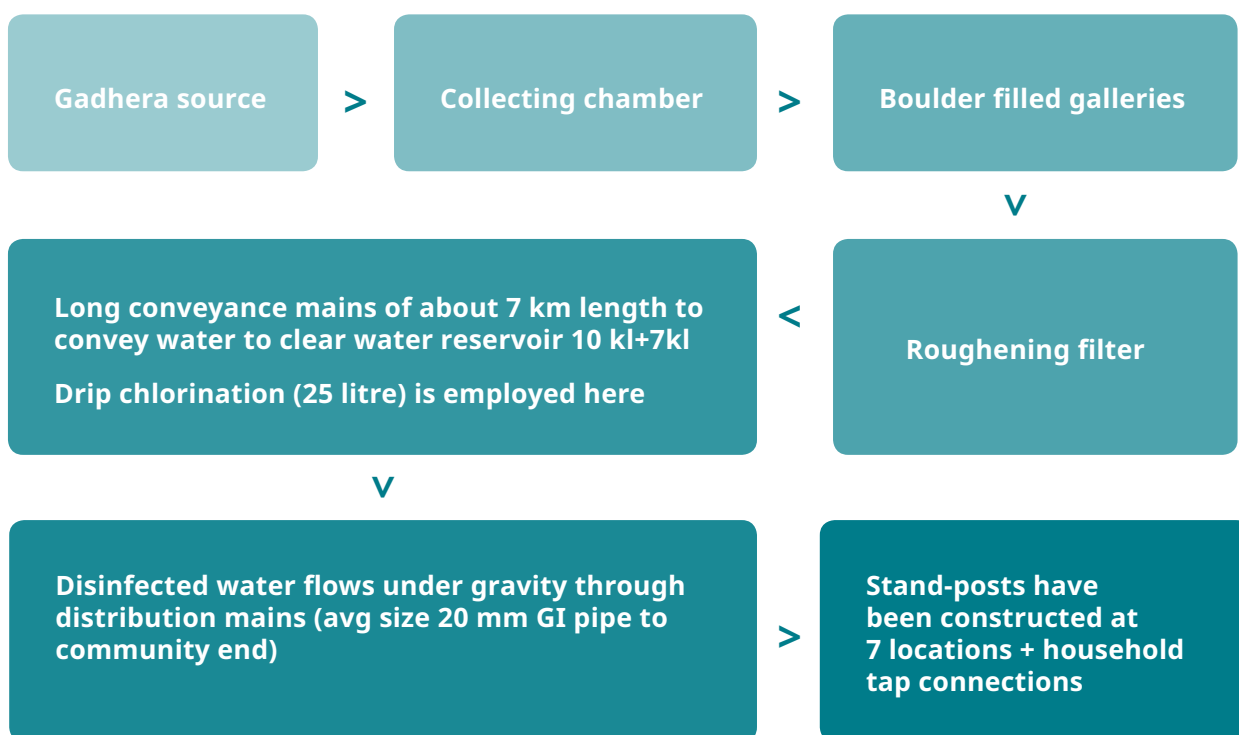 Gadhera source
>
Collecting chamber
>
Boulder filled galleries
>
Roughening filter
<
Long conveyance mains of about 7 km length to
convey water to clear water reservoir 10 kl+7kl
Drip chlorination (25 litre) is employed here
>
Disinfected water flows under gravity through
distribution mains (avg size 20 mm GI pipe to
community end)
>
Stand-posts have
been constructed at
7 locations + household
tap connections